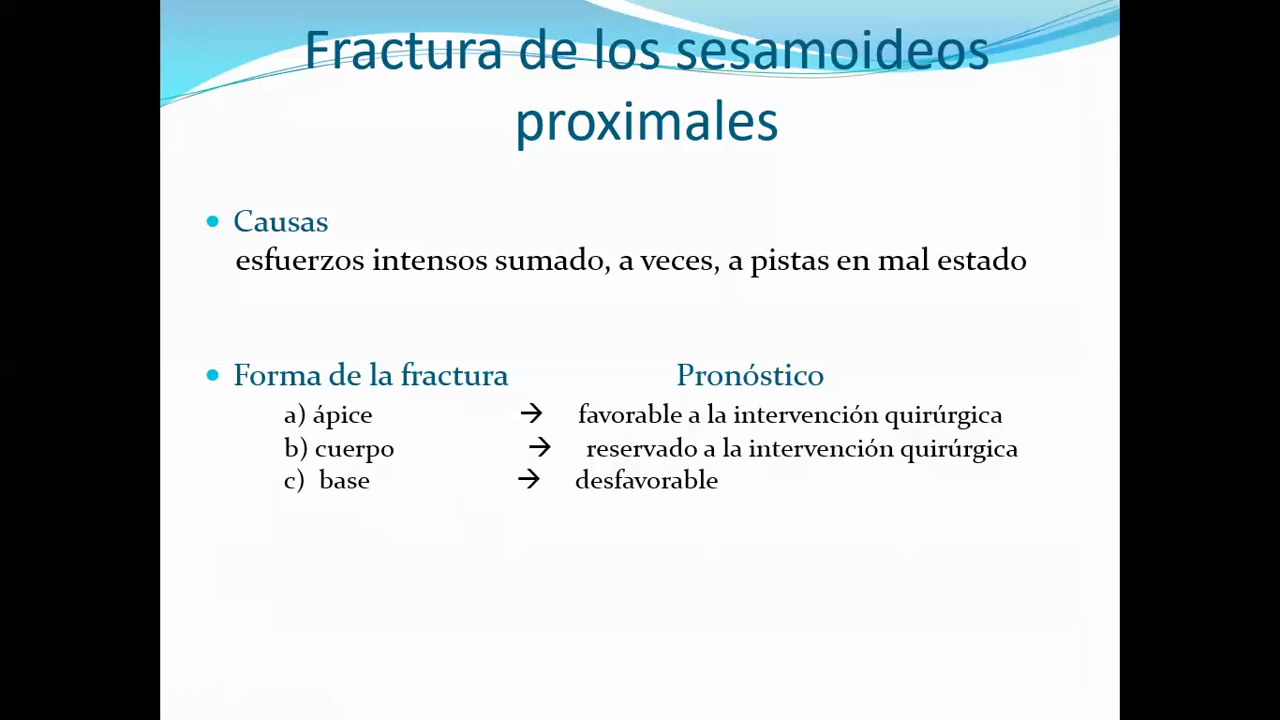 Fractura de los sesamoideos
proximales
• Causas
esfuerzos intensos sumado, a veces, a pistas en mal estado
• Forma de la fractura Pronóstico
a) ápice → favorable a la intervención quirúrgica
b) cuerpo → reservado a la intervención quirúrgica
c) base → desfavorable